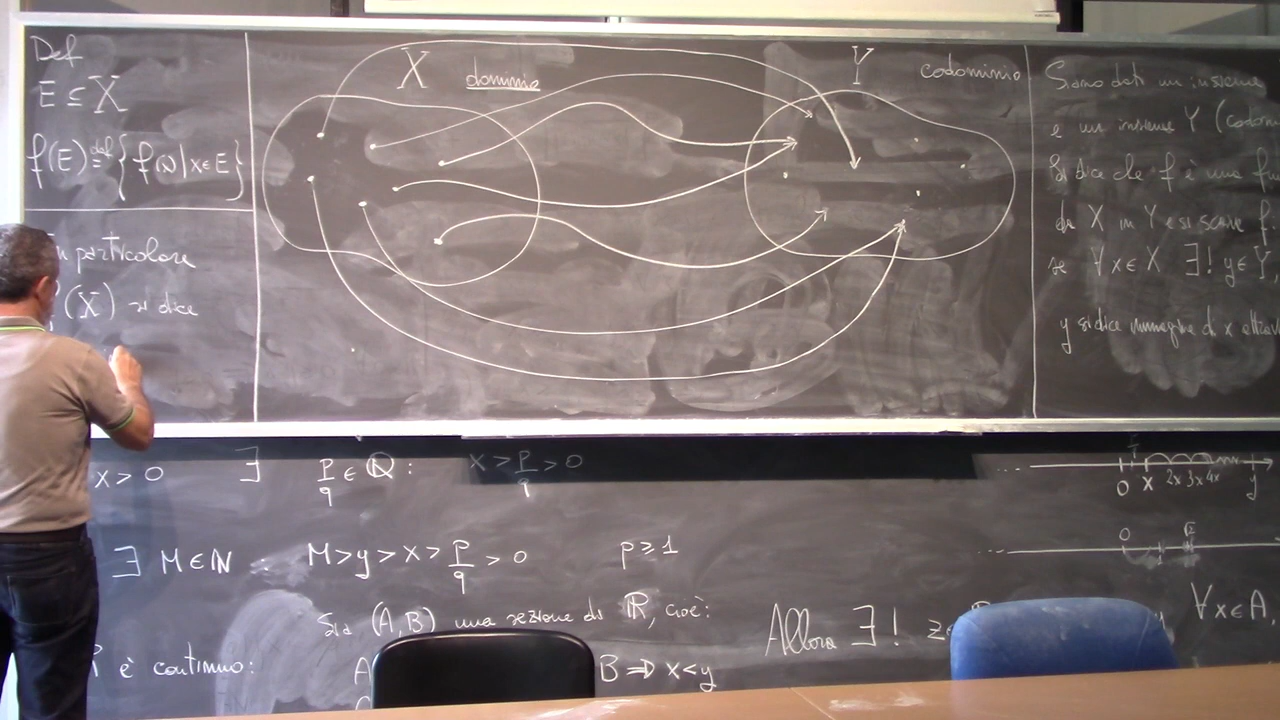 Def
E ⊆ X
f(E) def= {f(x) | x ∈ E}
In particolare
(X) si dice
X dominio
Y codominio
Siano dati un insieme
e un insieme Y (codom
Si dice che f è una fun
da X in Y e si scrive f:
se ∀x∈X ∃! y∈Y,
y si dice immagine di x attrav
x > 0 ∃ p/q ∈ ℚ: x > p/q > 0
0 x 2x 3x 4x y
∃ M ∈ ℕ : M > y > x > p/q > 0 p ≥ 1
0
Sia (A,B) una sezione di ℝ, cioè:
Allora ∃! z∈
∀x∈A,
è continuo:
A
B ⇒ x<y